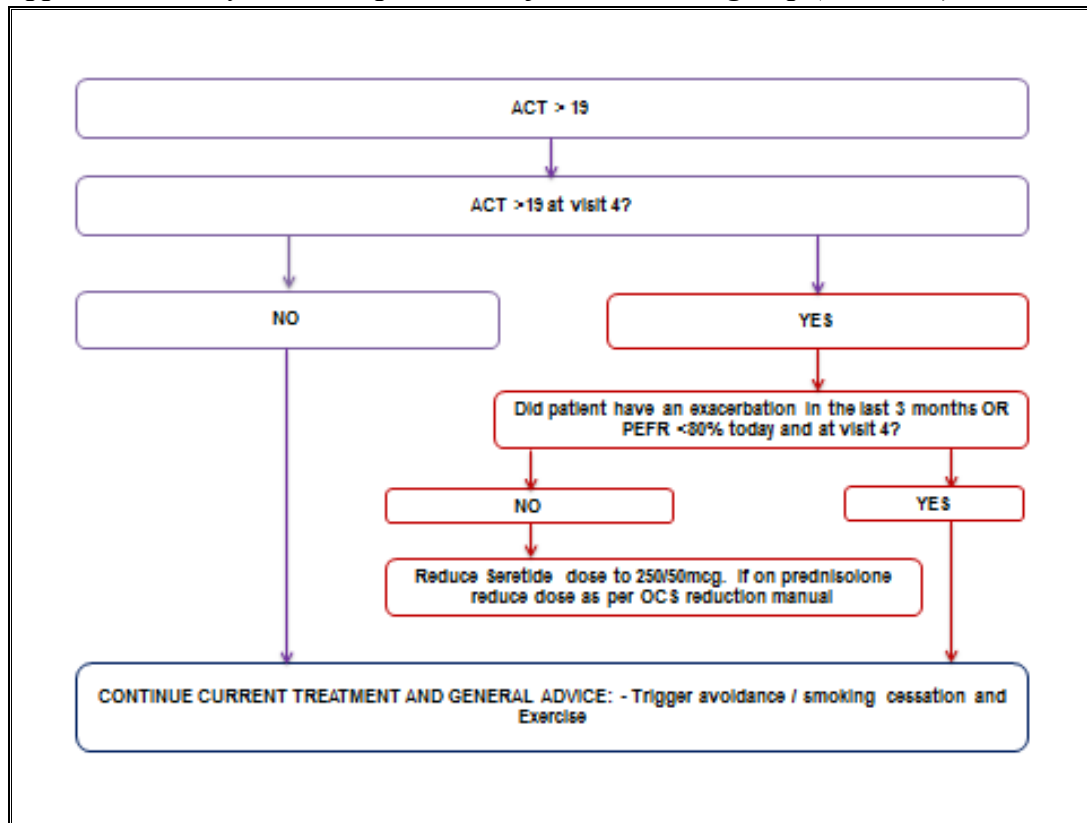 ACT > 19
ACT >19 at visit 4?
NO
YES
Did patient have an exacerbation in the last 3 months OR
PEFR <80% today and at visit 4?
NO
YES
Reduce Seretide dose to 250/50mcg. If on prednisolone
reduce dose as per OCS reduction manual
CONTINUE CURRENT TREATMENT AND GENERAL ADVICE: - Trigger avoidance / smoking cessation and
Exercise